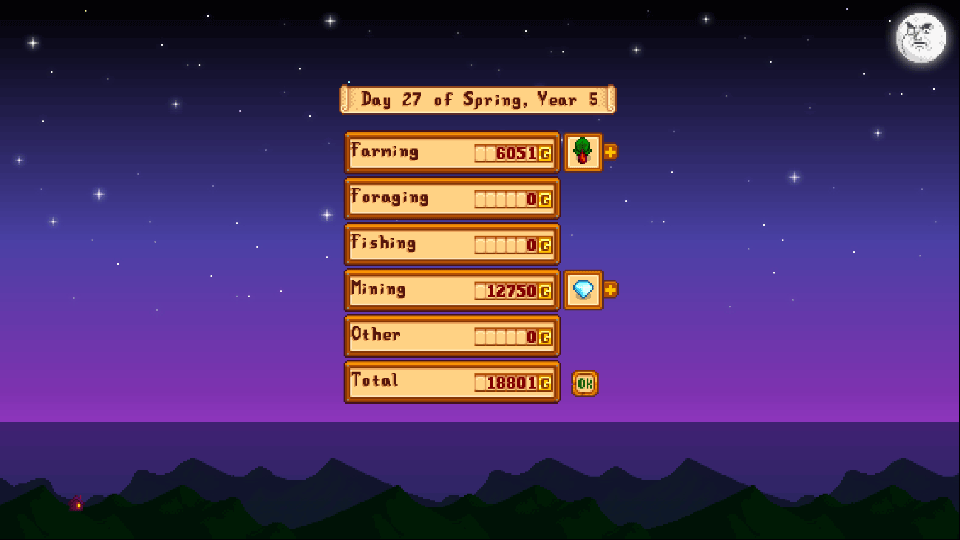 Day 27 of Spring, Year 5
Farming 6051G
Foraging 0G
Fishing 0G
Mining 12750G
Other 0G
Total 18801G OK